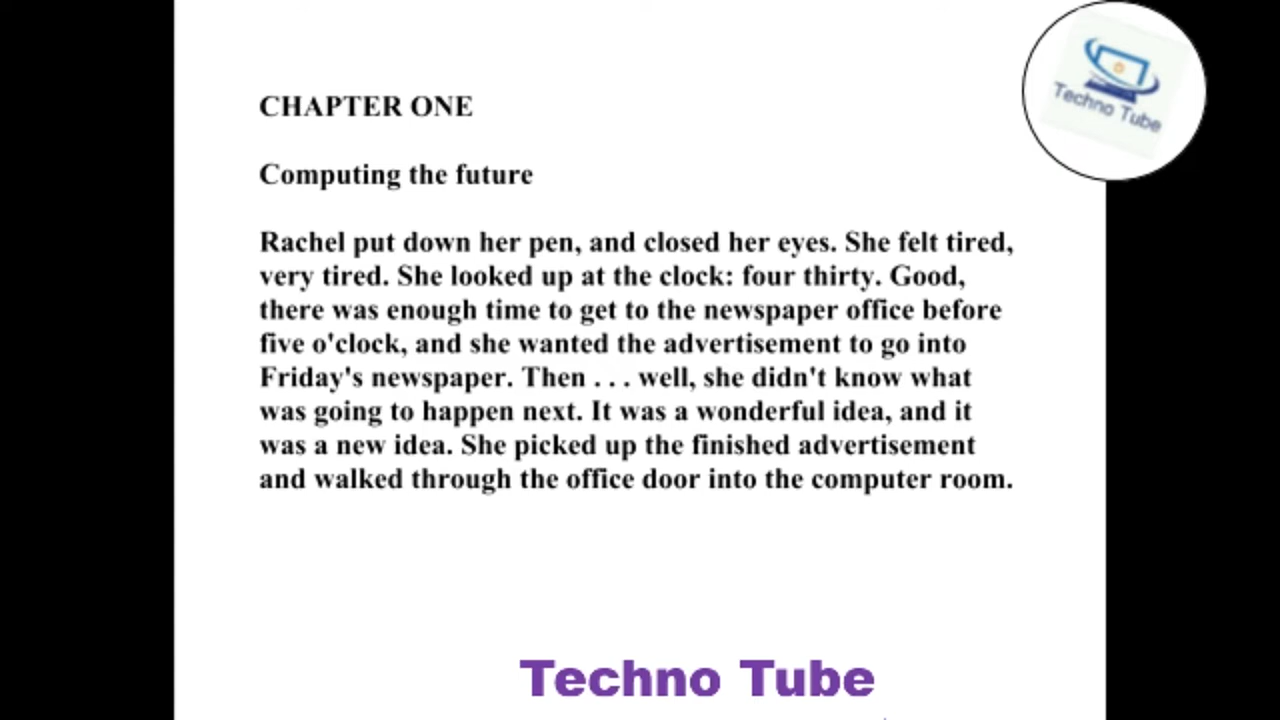 CHAPTER ONE
Computing the future
Rachel put down her pen, and closed her eyes. She felt tired,
very tired. She looked up at the clock: four thirty. Good,
there was enough time to get to the newspaper office before
five o'clock, and she wanted the advertisement to go into
Friday's newspaper. Then . . . well, she didn't know what
was going to happen next. It was a wonderful idea, and it
was a new idea. She picked up the finished advertisement
and walked through the office door into the computer room.
Techno Tube
Techno Tube